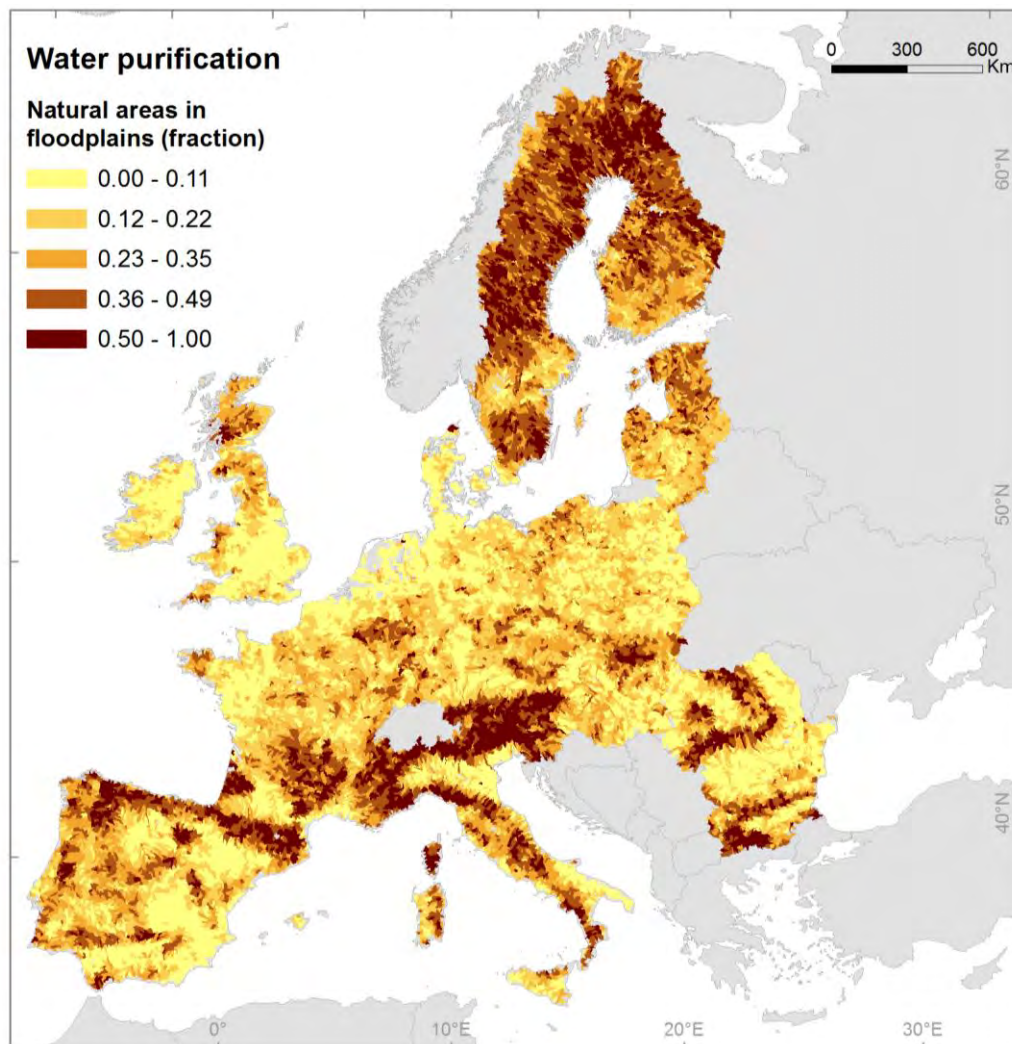 Water purification
Natural areas in
floodplains (fraction)
0.00 - 0.11
0.12 - 0.22
0.23 - 0.35
0.36 - 0.49
0.50 - 1.00
0 300 600
Km
60°N
50°N
40°N
0° 10°E 20°E 30°E